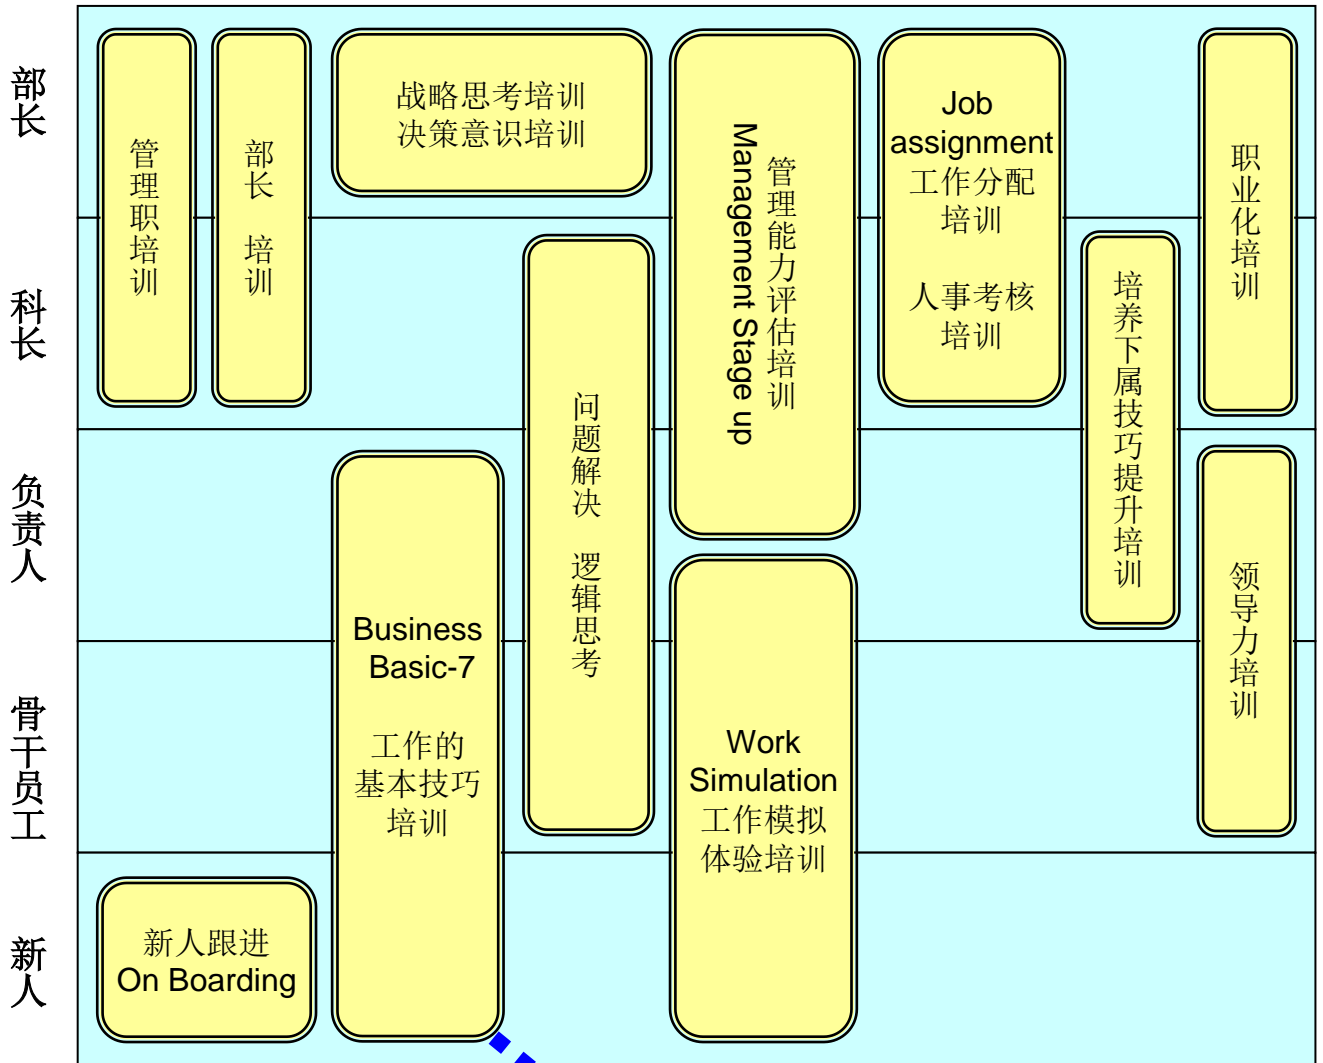 部长
科长
负责人
骨干员工
新人
管理职培训
部长 培训
战略思考培训
决策意识培训
管理能力评估培训
Management Stage up
Job
assignment
工作分配
培训
人事考核
培训
职业化培训
培养下属技巧提升培训
问题解决 逻辑思考
Business
Basic-7
工作的
基本技巧
培训
Work
Simulation
工作模拟
体验培训
领导力培训
新人跟进
On Boarding